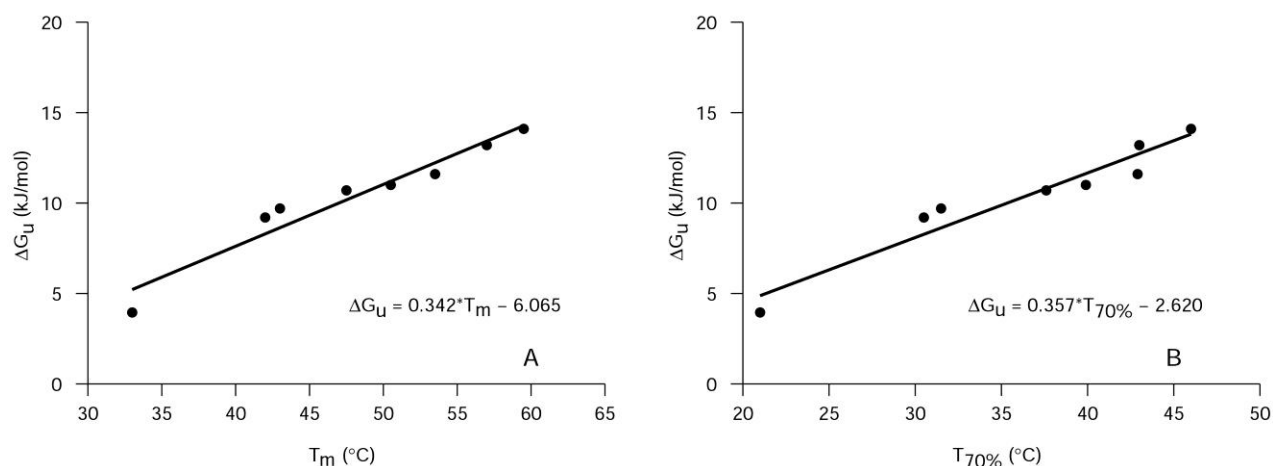 20
15
10
5
0
ΔGu (kJ/mol)
30 35 40 45 50 55 60 65
Tm (°C)
ΔGu = 0.342*Tm – 6.065
A
20
15
10
5
0
ΔGu (kJ/mol)
20 25 30 35 40 45 50
T70% (°C)
ΔGu = 0.357*T70% – 2.620
B